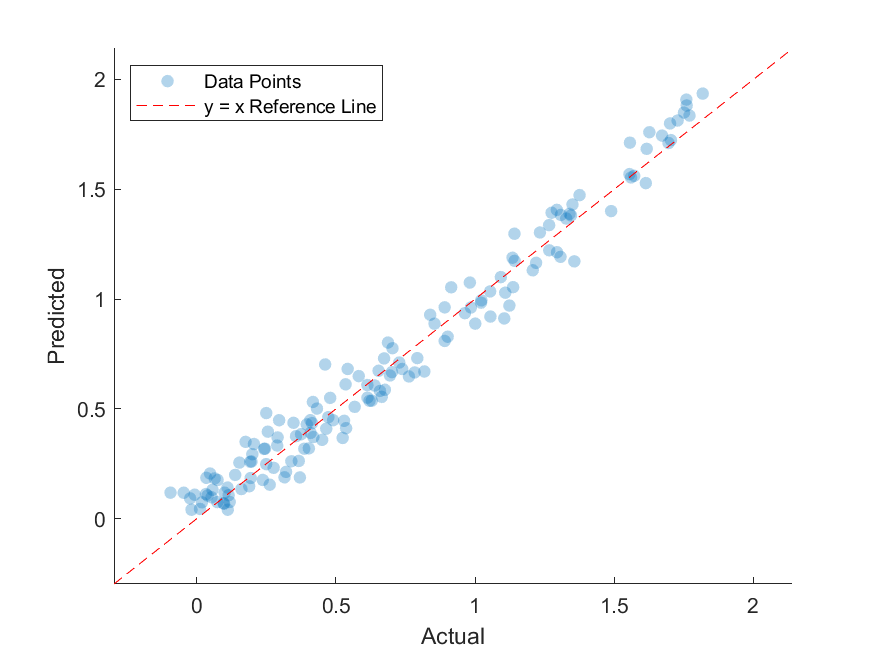 2
1.5
1
0.5
0
Predicted
Data Points
y = x Reference Line
0
0.5
1
1.5
2
Actual